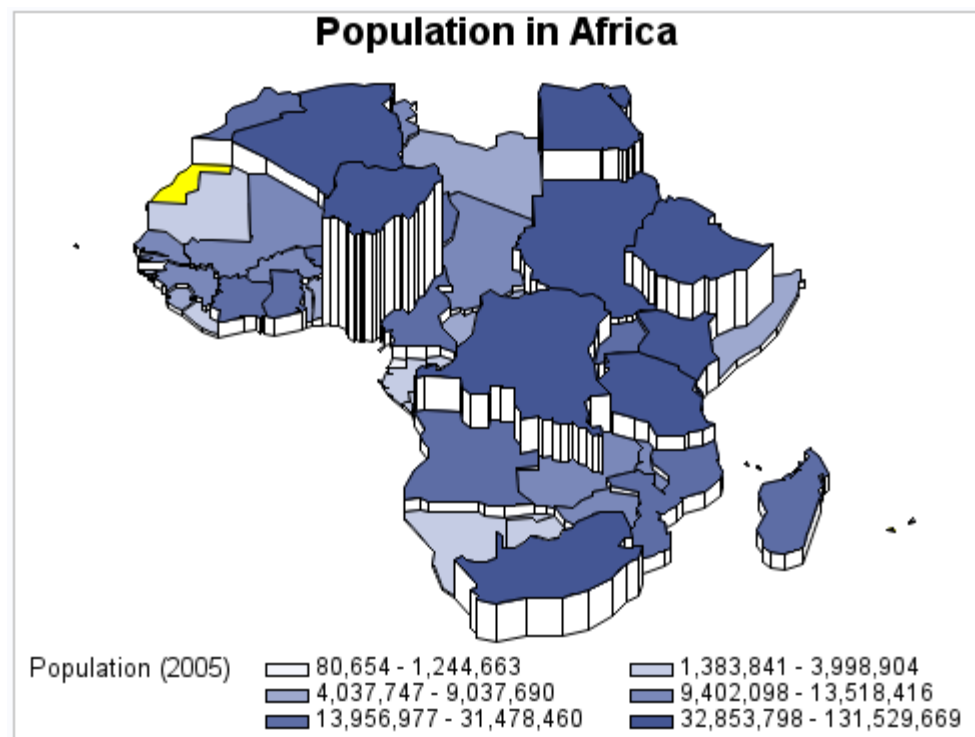 Population in Africa
Population (2005) 80,654 - 1,244,663 1,383,841 - 3,998,904
4,037,747 - 9,037,690 9,402,098 - 13,518,416
13,956,977 - 31,478,460 32,853,798 - 131,529,669